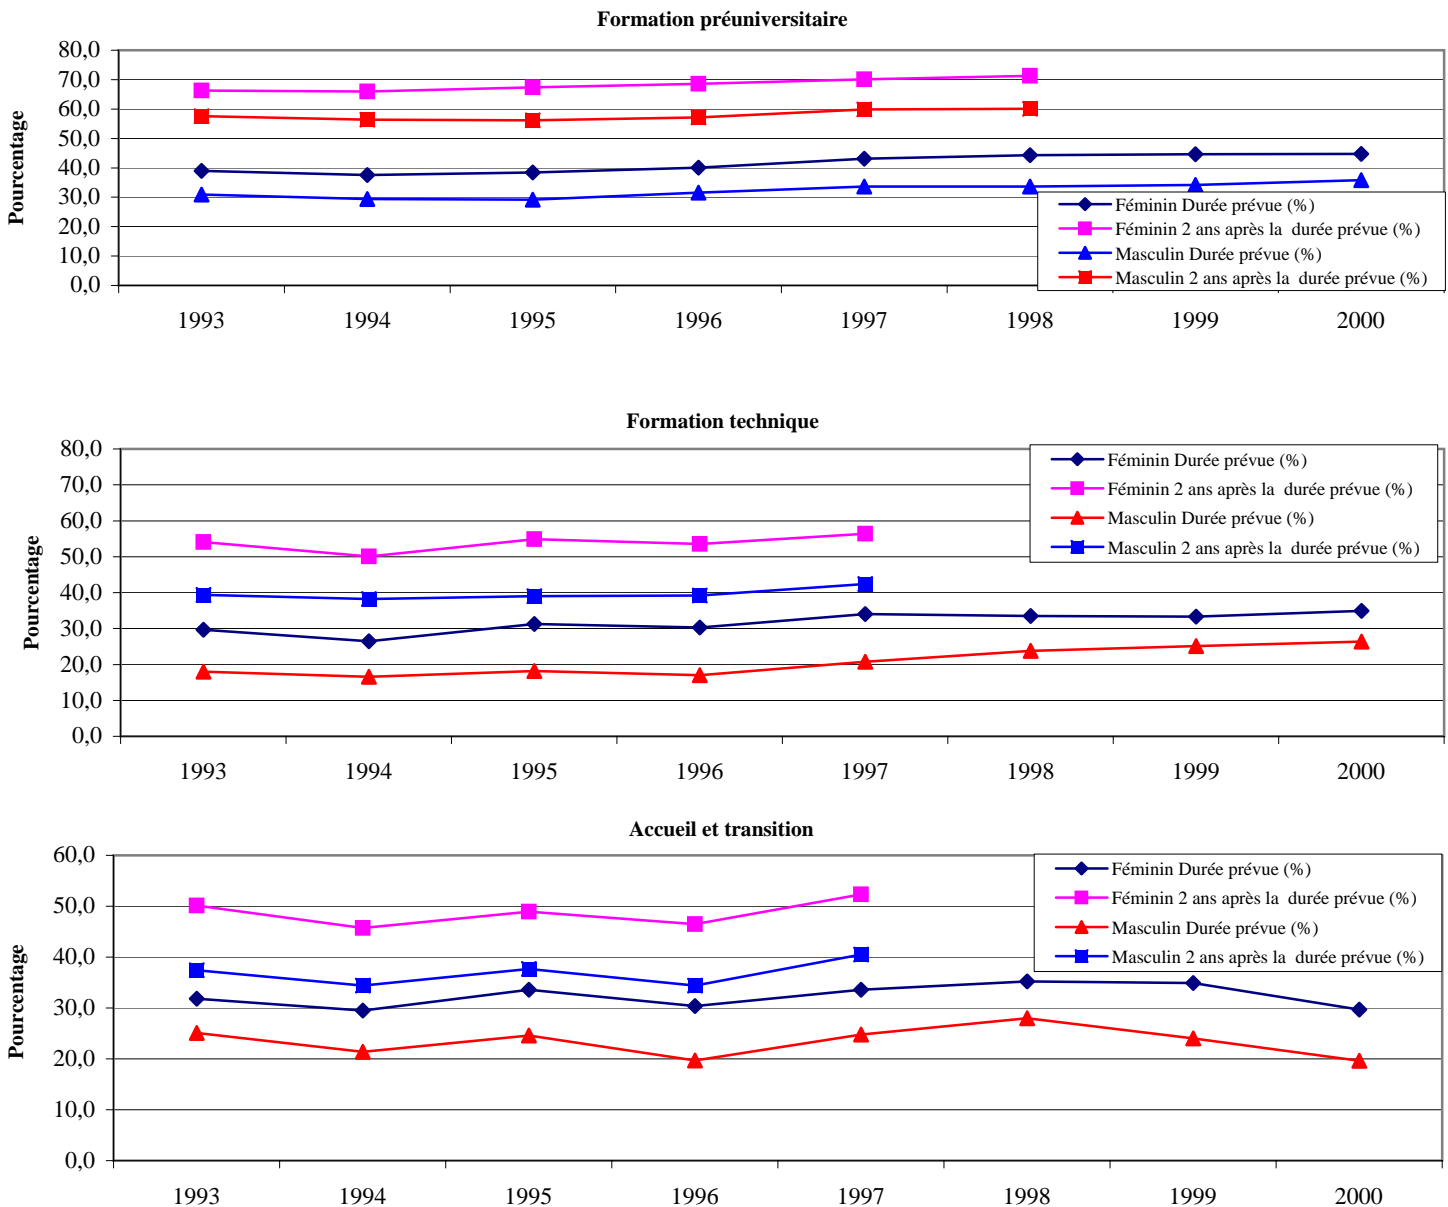 Formation préuniversitaire
Pourcentage
80,0
70,0
60,0
50,0
40,0
30,0
20,0
10,0
0,0
1993 1994 1995 1996 1997 1998 1999 2000
Féminin Durée prévue (%)
Féminin 2 ans après la durée prévue (%)
Masculin Durée prévue (%)
Masculin 2 ans après la durée prévue (%)
Formation technique
Pourcentage
80,0
70,0
60,0
50,0
40,0
30,0
20,0
10,0
0,0
1993 1994 1995 1996 1997 1998 1999 2000
Féminin Durée prévue (%)
Féminin 2 ans après la durée prévue (%)
Masculin Durée prévue (%)
Masculin 2 ans après la durée prévue (%)
Accueil et transition
Pourcentage
60,0
50,0
40,0
30,0
20,0
10,0
0,0
1993 1994 1995 1996 1997 1998 1999 2000
Féminin Durée prévue (%)
Féminin 2 ans après la durée prévue (%)
Masculin Durée prévue (%)
Masculin 2 ans après la durée prévue (%)